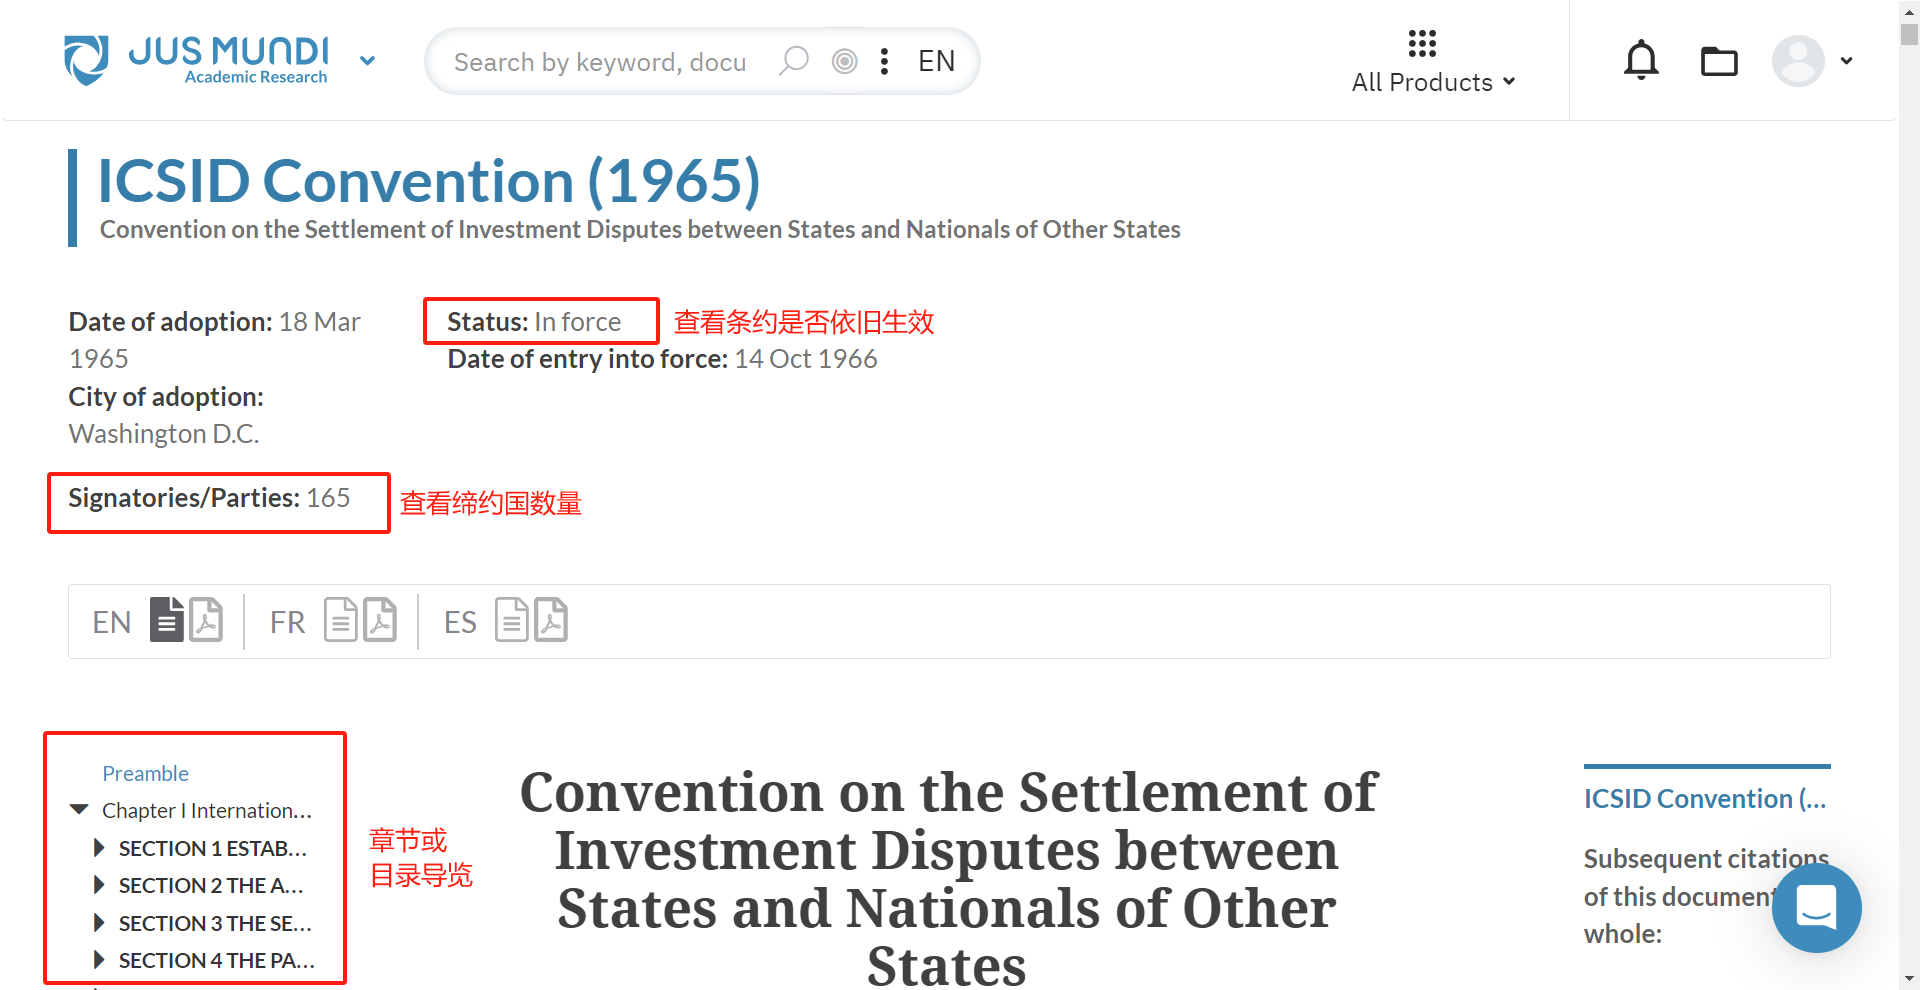 JUS MUNDI
Academic Research
Search by keyword, docu
EN
All Products
ICSID Convention (1965)
Convention on the Settlement of Investment Disputes between States and Nationals of Other States
Date of adoption: 18 Mar
1965
City of adoption:
Washington D.C.
Status: In force
查看条约是否依旧生效
Date of entry into force: 14 Oct 1966
Signatories/Parties: 165
查看缔约国数量
EN
FR
ES
Preamble
Chapter I Internation...
SECTION 1 ESTAB...
SECTION 2 THE A...
SECTION 3 THE SE...
SECTION 4 THE PA...
章节或
目录导览
Convention on the Settlement of
Investment Disputes between
States and Nationals of Other
States
ICSID Convention (...
Subsequent citations
of this document
whole: